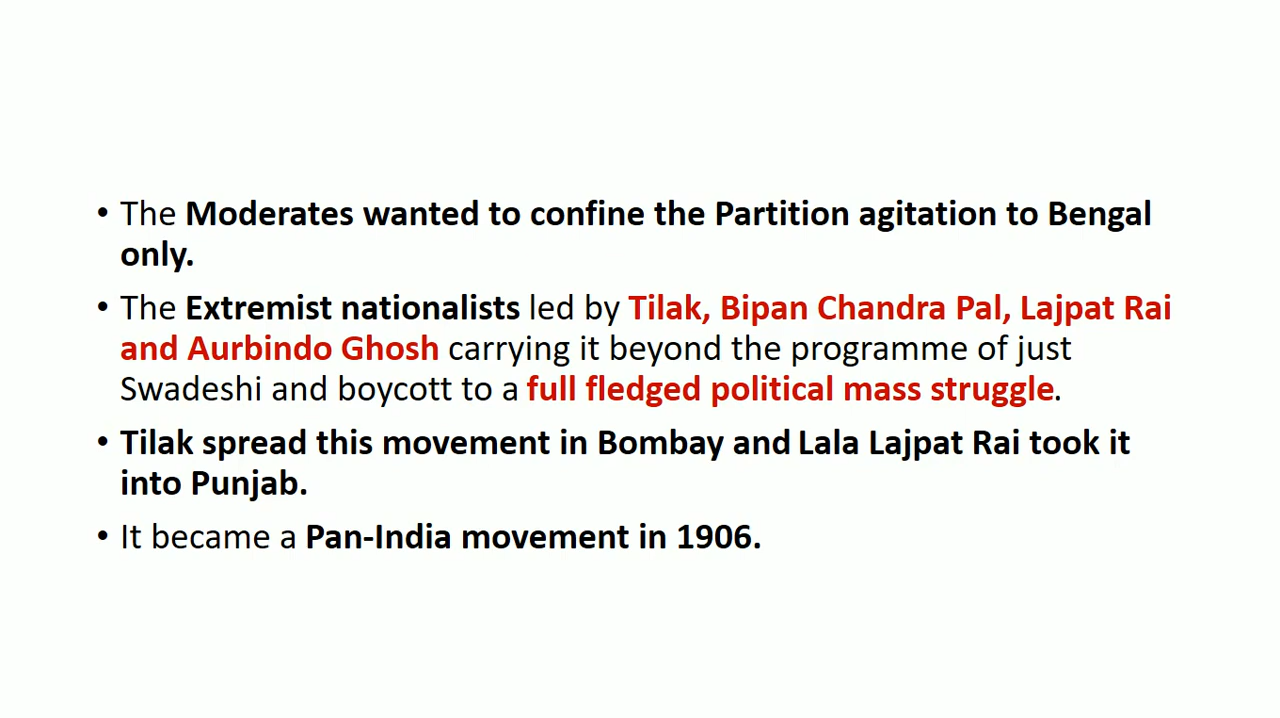 • The Moderates wanted to confine the Partition agitation to Bengal
only.
• The Extremist nationalists led by Tilak, Bipan Chandra Pal, Lajpat Rai
and Aurbindo Ghosh carrying it beyond the programme of just
Swadeshi and boycott to a full fledged political mass struggle.
• Tilak spread this movement in Bombay and Lala Lajpat Rai took it
into Punjab.
• It became a Pan-India movement in 1906.